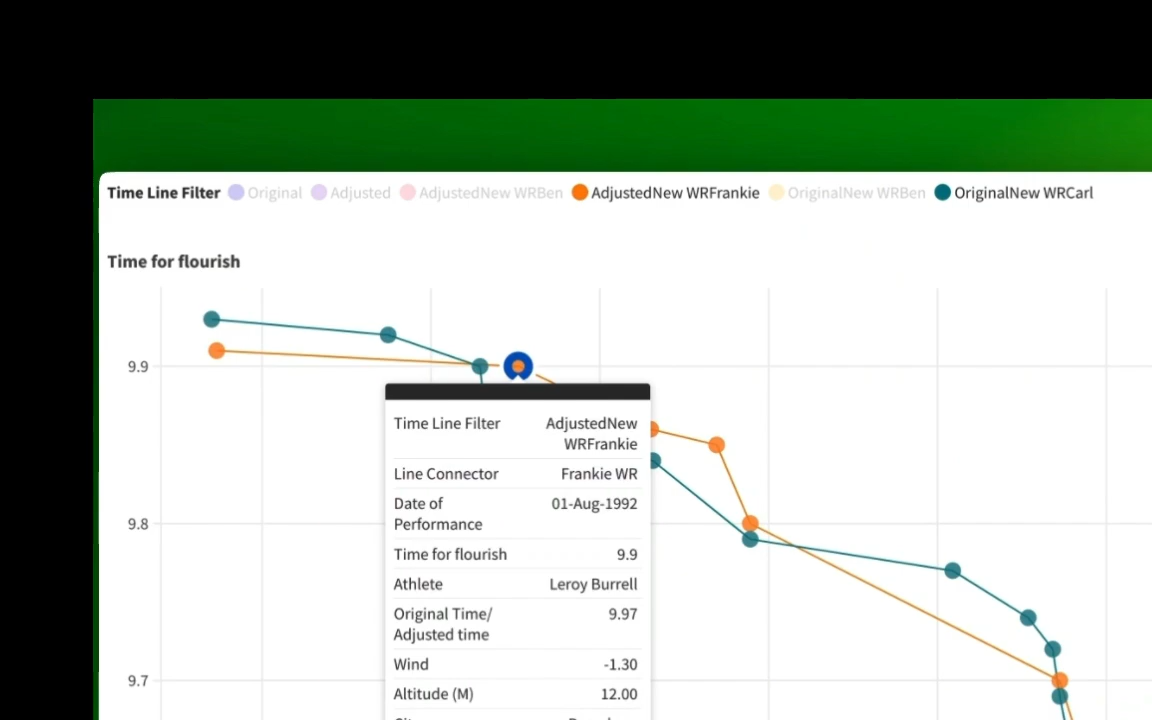 Time Line Filter Original Adjusted AdjustedNew WRBen AdjustedNew WRFrankie OriginalNew WRBen OriginalNew WRCarl
Time for flourish
9.9
9.8
9.7
Time Line Filter AdjustedNew
WRFrankie
Line Connector Frankie WR
Date of 01-Aug-1992
Performance
Time for flourish 9.9
Athlete Leroy Burrell
Original Time/ 9.97
Adjusted time
Wind -1.30
Altitude (M) 12.00